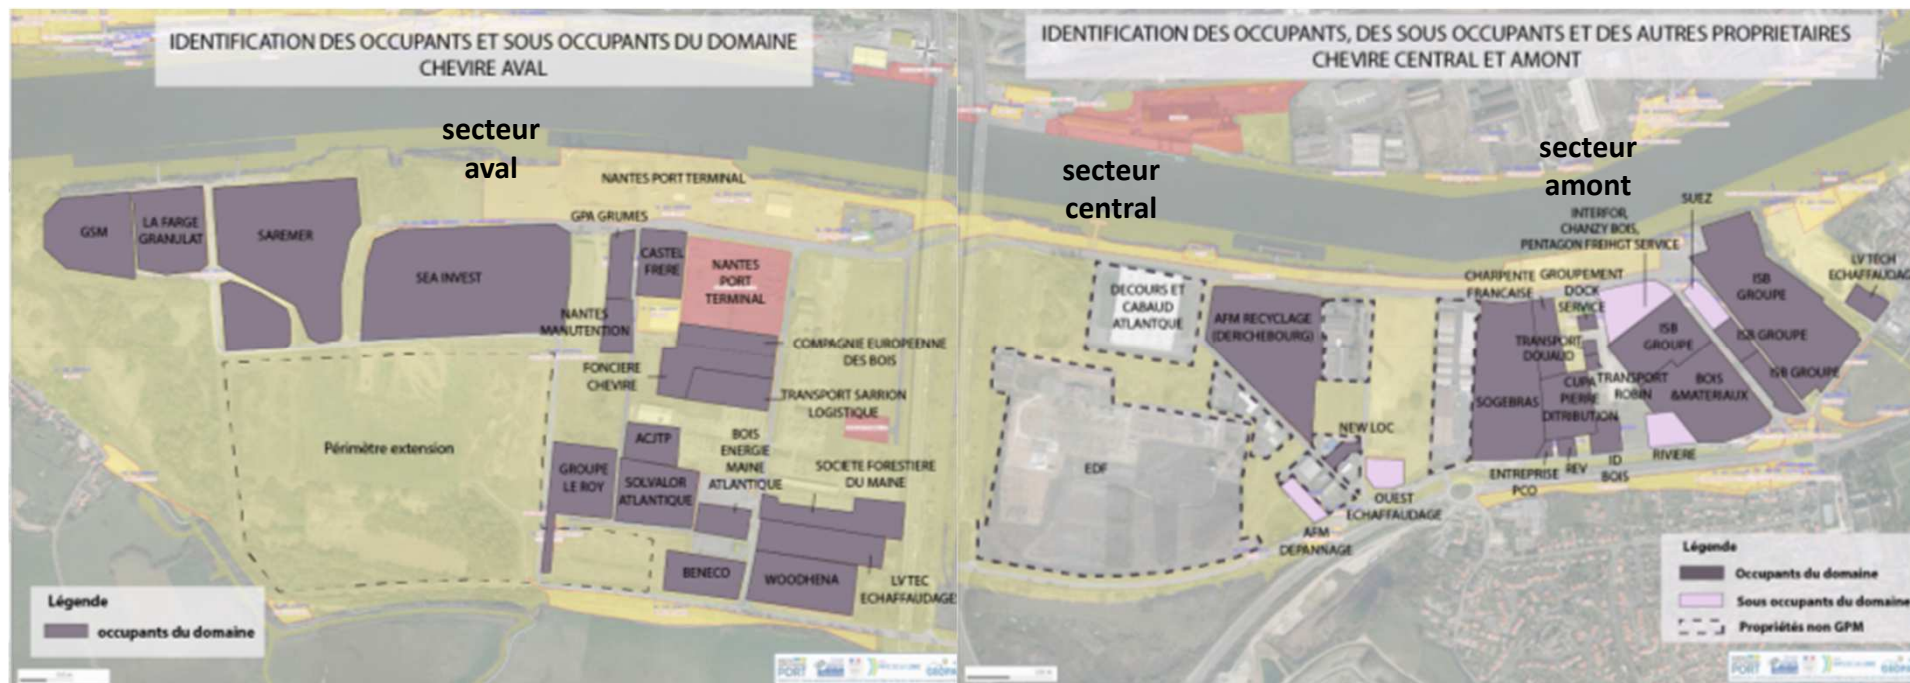 IDENTIFICATION DES OCCUPANTS ET SOUS OCCUPANTS DU DOMAINE
CHEVIRE AVAL
secteur
aval
NANTES PORT TERMINAL
GPA GRUMES
GSM
LA FARGE
GRANULAT
SAREMER
SEA INVEST
CASTEL
FRERE
NANTES
PORT
TERMINAL
NANTES
MANUTENTION
COMPAGNIE EUROPEENNE
DES BOIS
FONCIERE
CHEVIRE
TRANSPORT SARRION
LOGISTIQUE
Périmètre extension
ACJTP
BOIS
ENERGIE
MAINE
ATLANTIQUE
SOCIETE FORESTIERE
DU MAINE
GROUPE
LE ROY
SOLVALOR
ATLANTIQUE
BENECO
WOODHENA
LV TEC
ECHAFFAUDAGES
Légende
occupants du domaine
IDENTIFICATION DES OCCUPANTS, DES SOUS OCCUPANTS ET DES AUTRES PROPRIETAIRES
CHEVIRE CENTRAL ET AMONT
secteur
central
secteur
amont
SUEZ
INTERFOR,
CHANZY BOIS,
PENTAGON FREIHGT SERVICE
LV TECH
ECHAFFAUDAG
DECOURS ET
CABAUD
ATLANTQUE
AFM RECYCLAGE
(DERICHEBOURG)
CHARPENTE
FRANCAISE
GROUPEMENT
DOCK
SERVICE
ISB
GROUPE
ISB
GROUPE
ISB GROUPE
ISB GROUPE
TRANSPORT
DOUAUD
CUPA
PIERRE
DITRIBUTION
TRANSPORT
ROBIN
BOIS
&MATERIAUX
SOGEBRAS
NEW LOC
EDF
ENTREPRISE
PCO
REV
ID
BOIS
RIVIERE
OUEST
ECHAFFAUDAGE
AFM
DEPANNAGE
Légende
Occupants du domaine
Sous occupants du domaine
Propriétés non GPM